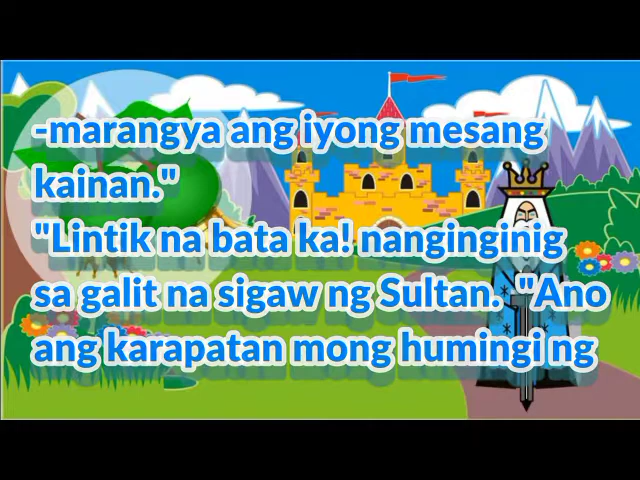 -marangya ang iyong mesang
kainan."
"Lintik na bata ka! nanginginig
sa galit na sigaw ng Sultan.  "Ano
ang karapatan mong humingi ng